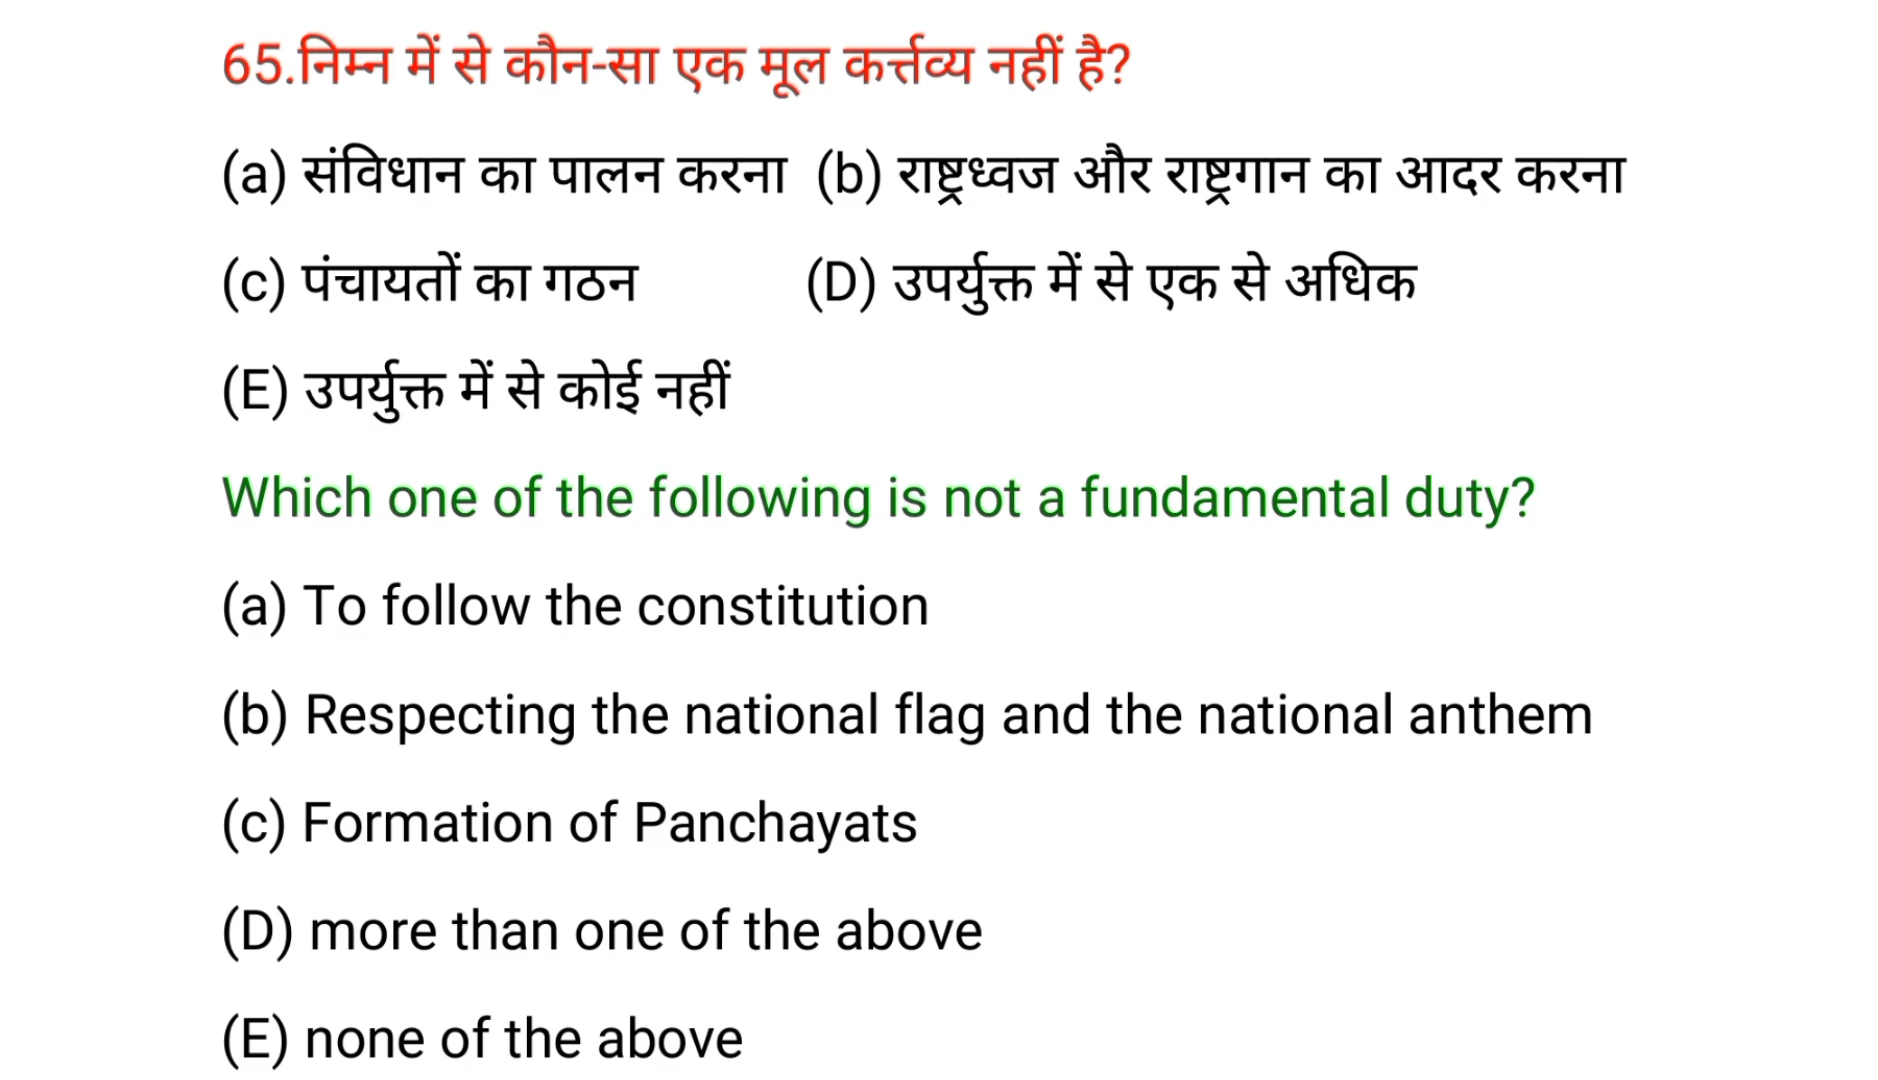 65.निम्न में से कौन-सा एक मूल कर्त्तव्य नहीं है?
(a) संविधान का पालन करना (b) राष्ट्रध्वज और राष्ट्रगान का आदर करना
(c) पंचायतों का गठन (D) उपर्युक्त में से एक से अधिक
(E) उपर्युक्त में से कोई नहीं
Which one of the following is not a fundamental duty?
(a) To follow the constitution
(b) Respecting the national flag and the national anthem
(c) Formation of Panchayats
(D) more than one of the above
(E) none of the above